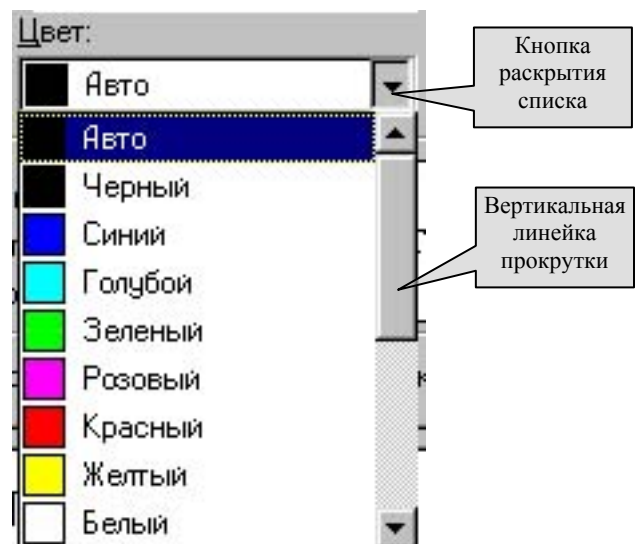 Цвет:
Авто
Авто
Черный
Синий
Голубой
Зеленый
Розовый
Красный
Желтый
Белый
Кнопка
раскрытия
списка
Вертикальная
линейка
прокрутки